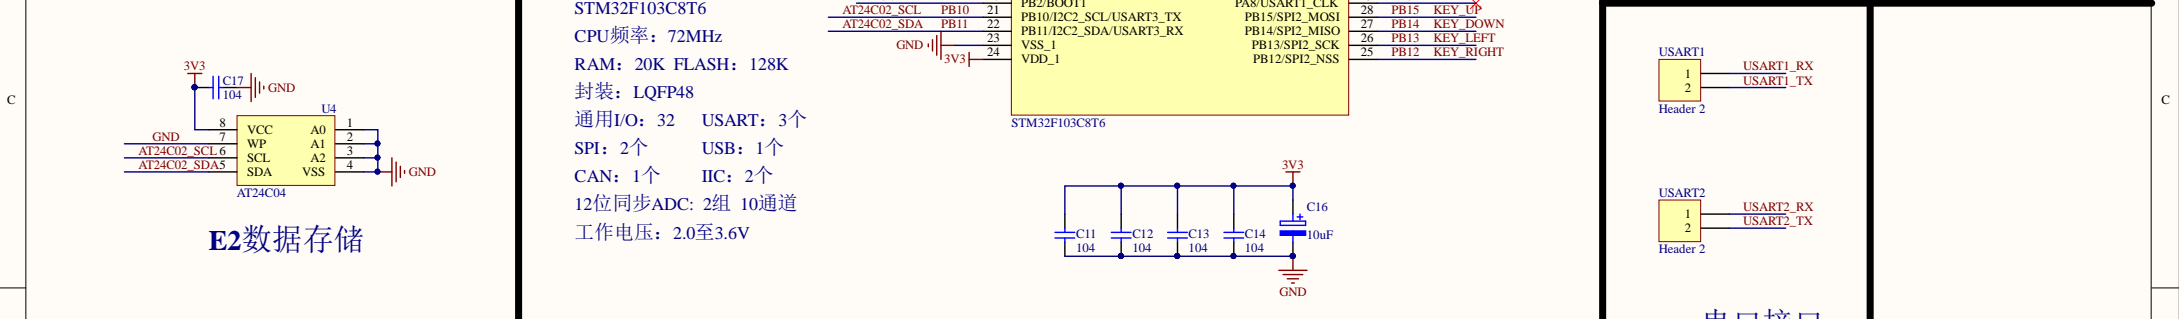 C
3V3
C17
104
GND
U4
8 VCC A0 1
GND 7 WP A1 2
AT24C02_SCL 6 SCL A2 3
AT24C02_SDA 5 SDA VSS 4
GND
AT24C04
E2数据存储
STM32F103C8T6
CPU频率：72MHz
RAM：20K FLASH：128K
封装：LQFP48
通用I/O：32 USART：3个
SPI：2个 USB：1个
CAN：1个 IIC：2个
12位同步ADC: 2组 10通道
工作电压：2.0至3.6V
PB2/BOOT1 PA8/USART1_CLK
AT24C02_SCL PB10 21 PB10/I2C2_SCL/USART3_TX PB15/SPI2_MOSI 28 PB15 KEY_UP
AT24C02_SDA PB11 22 PB11/I2C2_SDA/USART3_RX PB14/SPI2_MISO 27 PB14 KEY_DOWN
GND 23 VSS_1 PB13/SPI2_SCK 26 PB13 KEY_LEFT
3V3 24 VDD_1 PB12/SPI2_NSS 25 PB12 KEY_RIGHT
STM32F103C8T6
3V3
C16
10uF
C11
104
C12
104
C13
104
C14
104
GND
USART1
1 USART1_RX
2 USART1_TX
Header 2
USART2
1 USART2_RX
2 USART2_TX
Header 2
C